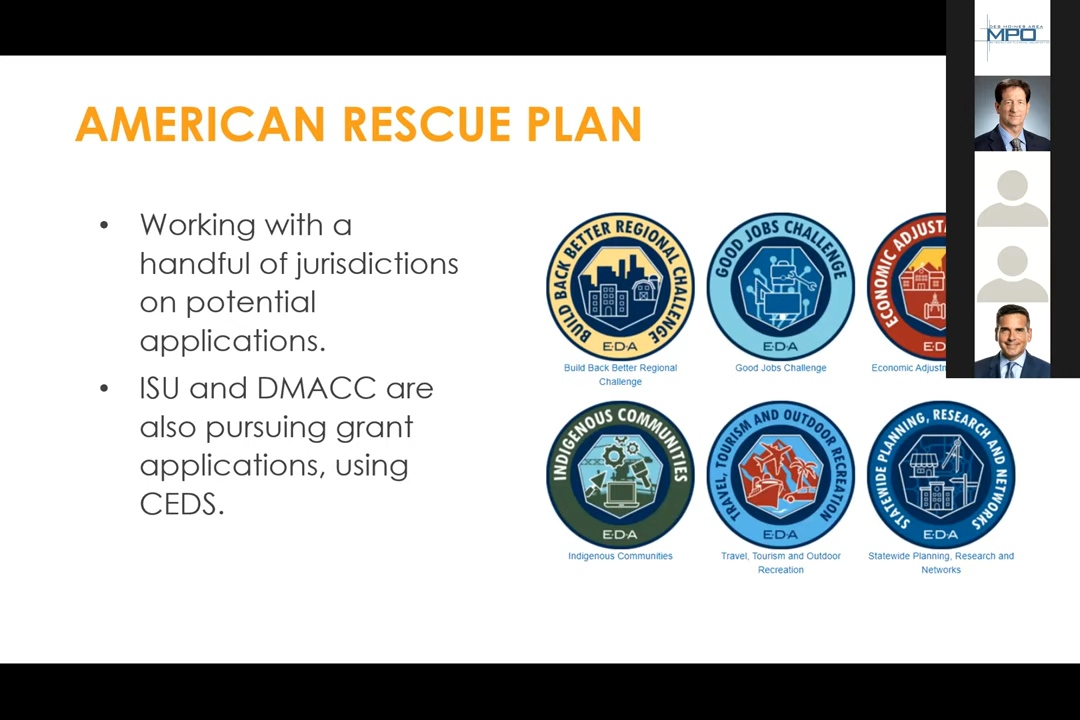 DES MOINES AREA
MPO
AMERICAN RESCUE PLAN
• Working with a
handful of jurisdictions
on potential
applications.
• ISU and DMACC are
also pursuing grant
applications, using
CEDS.
BUILD BACK BETTER REGIONAL CHALLENGE
E·D·A
Build Back Better Regional
Challenge
GOOD JOBS CHALLENGE
E·D·A
Good Jobs Challenge
ECONOMIC ADJUSTA
E·D
Economic Adjustm
INDIGENOUS COMMUNITIES
E·D·A
Indigenous Communities
TRAVEL, TOURISM AND OUTDOOR RECREATION
E·D·A
Travel, Tourism and Outdoor
Recreation
STATEWIDE PLANNING, RESEARCH AND NETWORKS
E·D·A
Statewide Planning, Research and
Networks